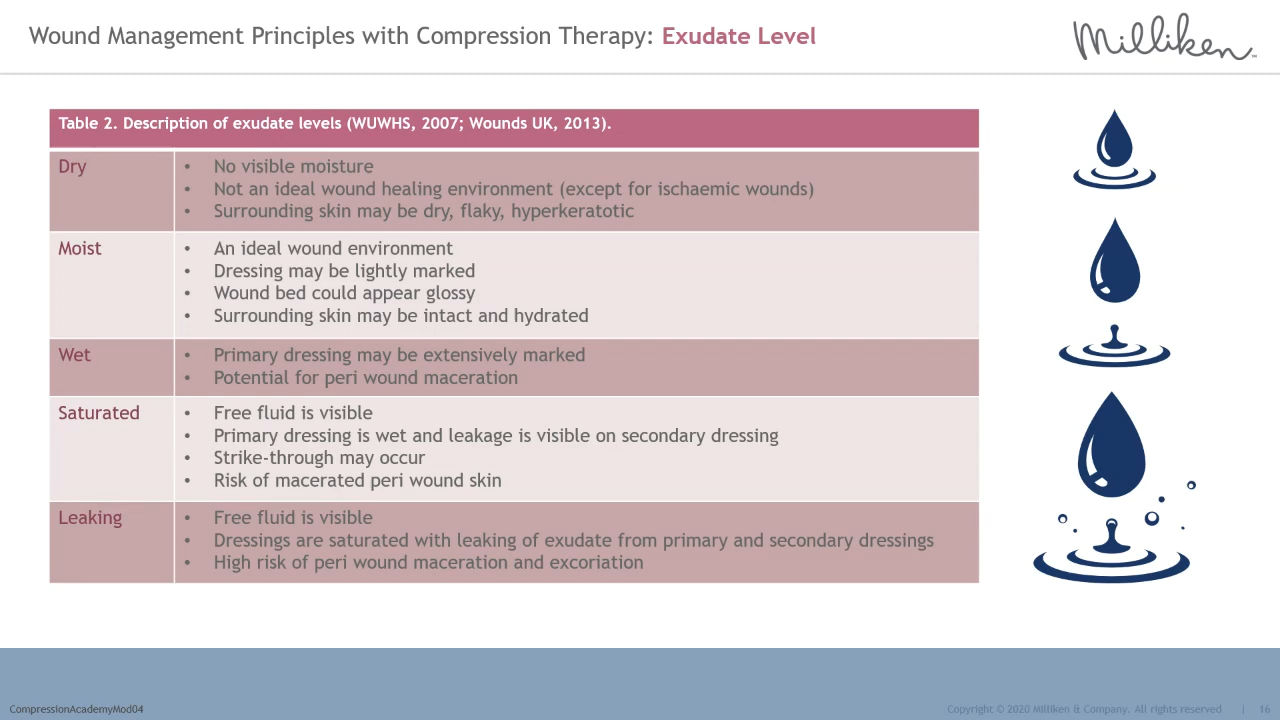 Wound Management Principles with Compression Therapy: Exudate Level
Milliken™
Table 2. Description of exudate levels (WUWHS, 2007; Wounds UK, 2013).
Dry
• No visible moisture
• Not an ideal wound healing environment (except for ischaemic wounds)
• Surrounding skin may be dry, flaky, hyperkeratotic
Moist
• An ideal wound environment
• Dressing may be lightly marked
• Wound bed could appear glossy
• Surrounding skin may be intact and hydrated
Wet
• Primary dressing may be extensively marked
• Potential for peri wound maceration
Saturated
• Free fluid is visible
• Primary dressing is wet and leakage is visible on secondary dressing
• Strike-through may occur
• Risk of macerated peri wound skin
Leaking
• Free fluid is visible
• Dressings are saturated with leaking of exudate from primary and secondary dressings
• High risk of peri wound maceration and excoriation
CompressionAcademyMod04
Copyright © 2020 Milliken & Company. All rights reserved | 16